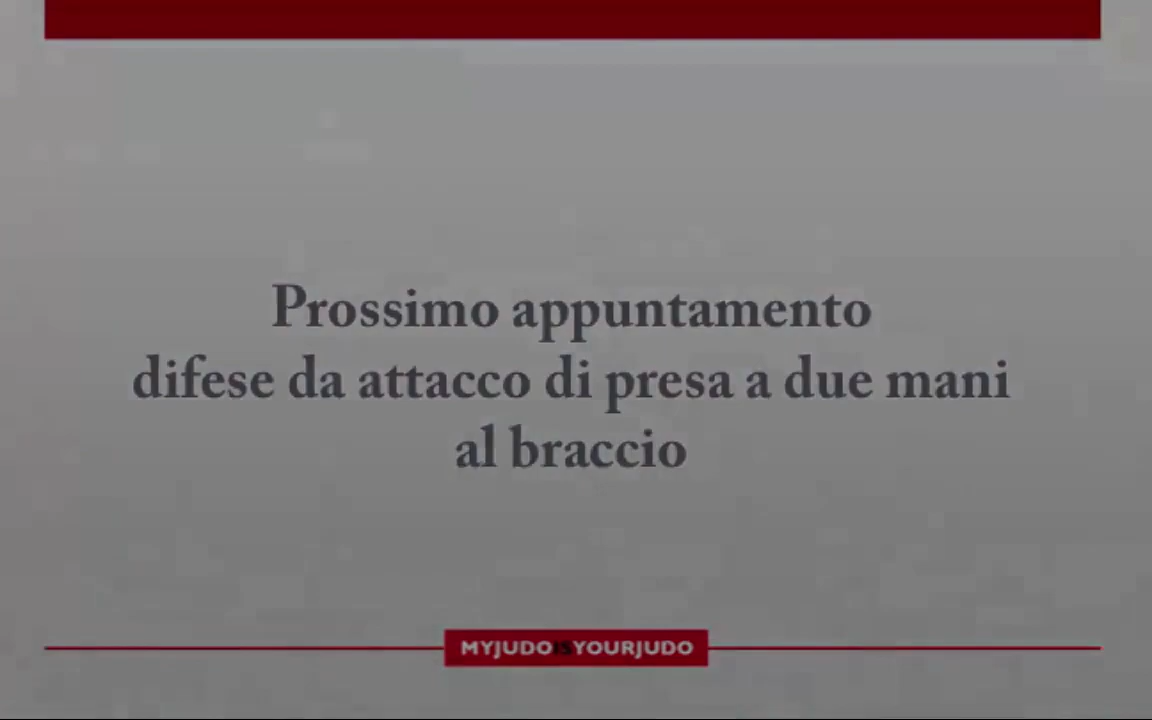 Prossimo appuntamento
difese da attacco di presa a due mani
al braccio
MYJUDOISYOURJUDO